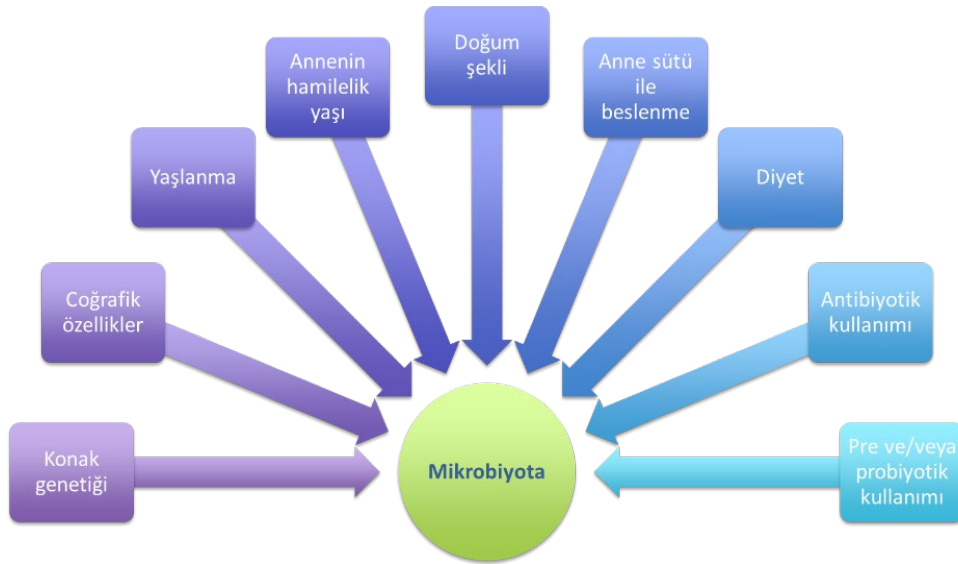 Konak
genetiği
Coğrafik
özellikler
Yaşlanma
Annenin
hamilelik
yaşı
Doğum
şekli
Anne sütü
ile
beslenme
Diyet
Antibiyotik
kullanımı
Pre ve/veya
probiyotik
kullanımı
Mikrobiyota